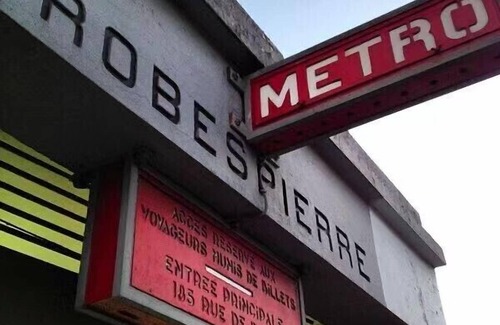 ROBESPIERRE
METRO
ACCES RESERVE AUX
VOYAGEURS MUNIS DE BILLETS
ENTREE PRINCIPALE
185 RUE DE